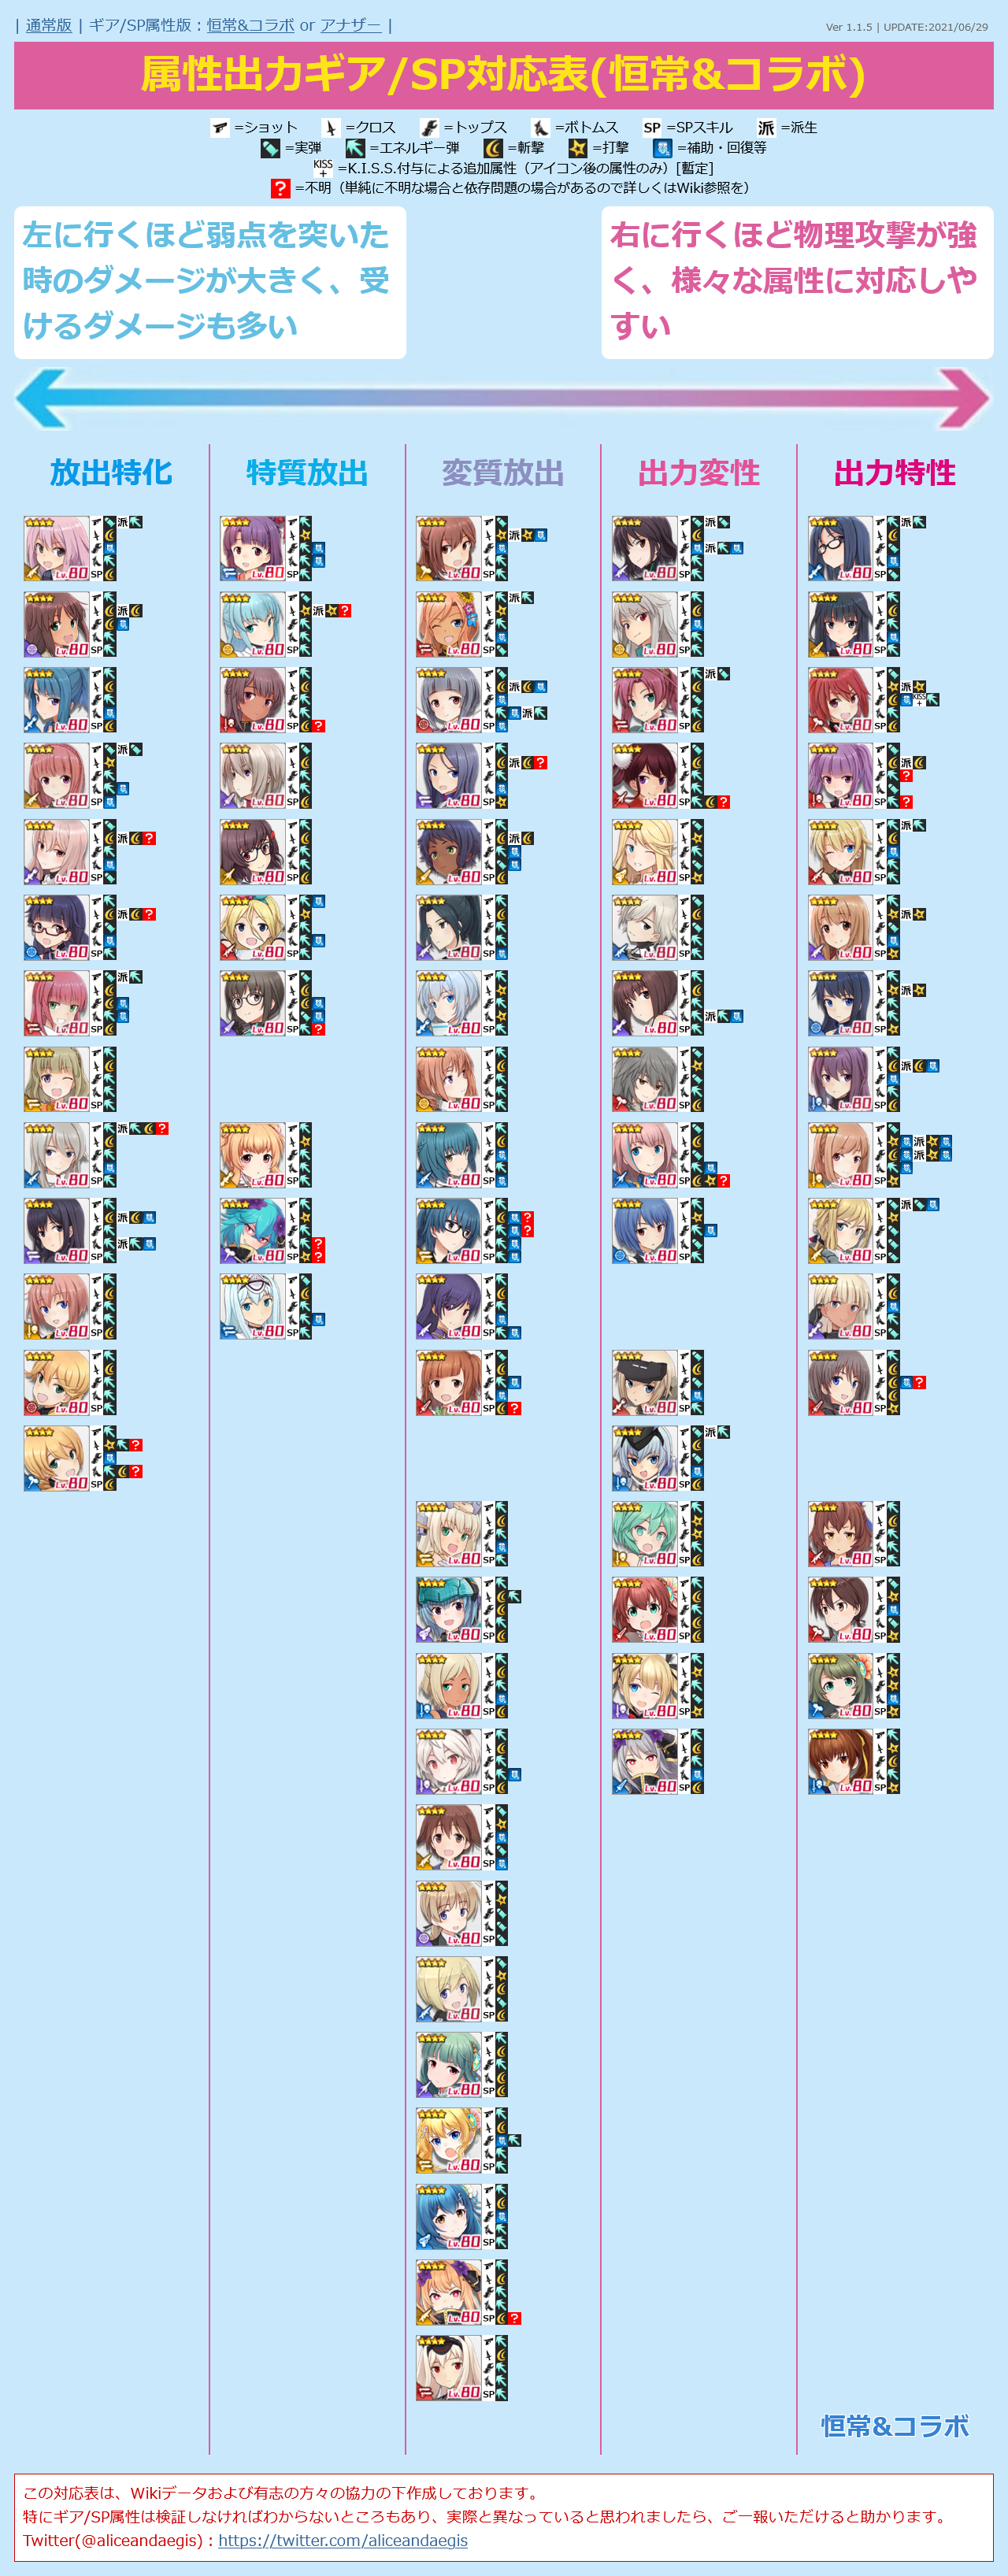 | 通常版 | ギア/SP属性版：恒常&コラボ or アナザー |
Ver 1.1.5 | UPDATE:2021/06/29
属性出力ギア/SP対応表(恒常&コラボ)
=ショット =クロス =トップス =ボトムス SP =SPスキル 派 =派生
=実弾 =エネルギー弾 =斬撃 =打撃 =補助・回復等
KISS+ =K.I.S.S.付与による追加属性（アイコン後の属性のみ）[暫定]
? =不明（単純に不明な場合と依存問題の場合があるので詳しくはWiki参照を）
左に行くほど弱点を突いた
時のダメージが大きく、受
けるダメージも多い
右に行くほど物理攻撃が強
く、様々な属性に対応しや
すい
放出特化 特質放出 変質放出 出力変性 出力特性
恒常&コラボ
この対応表は、Wikiデータおよび有志の方々の協力の下作成しております。
特にギア/SP属性は検証しなければわからないところもあり、実際と異なっていると思われましたら、ご一報いただけると助かります。
Twitter(@aliceandaegis)：https://twitter.com/aliceandaegis